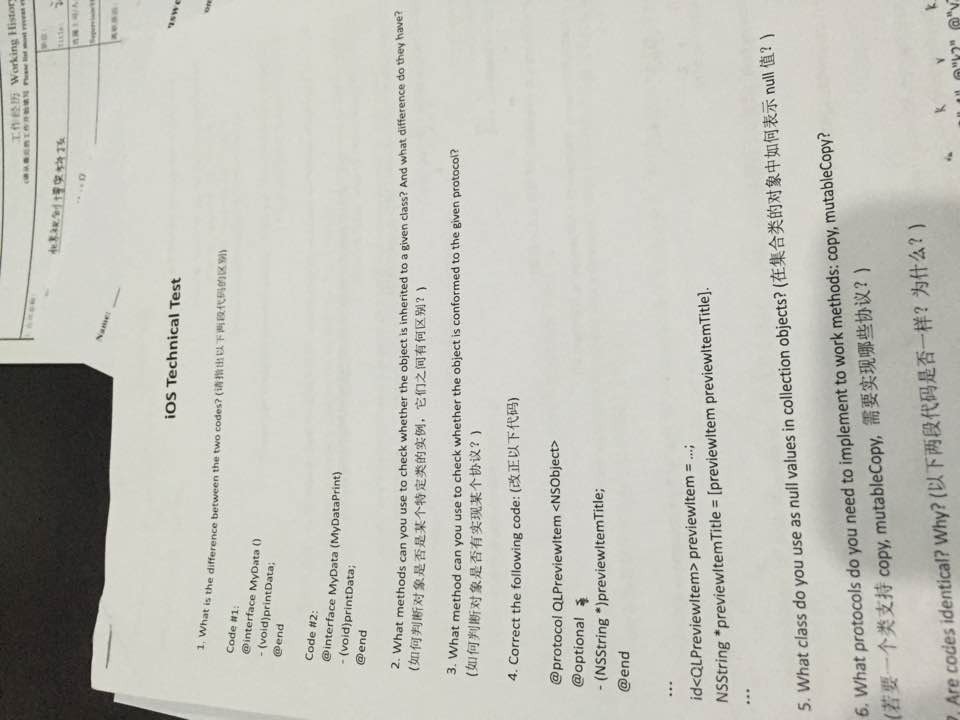 工作经历 Working History
Title:
Name:
iOS Technical Test
1. What is the difference between the two codes? (请指出以下两段代码的区别)
Code #1:
@interface MyData ()
- (void)printData;
@end
Code #2:
@interface MyData (MyDataPrint)
- (void)printData;
@end
2. What methods can you use to check whether the object is inherited to a given class? And what difference do they have?
(如何判断对象是否是某个特定类的实例，它们之间有何区别？)
3. What method can you use to check whether the object is conformed to the given protocol?
(如何判断对象是否有实现某个协议？)
4. Correct the following code: (改正以下代码)
@protocol QLPreviewItem <NSObject>
@optional
- (NSString *)previewItemTitle;
@end
...
id<QLPreviewItem> previewItem = ...;
NSString *previewItemTitle = [previewItem previewItemTitle].
...
5. What class do you use as null values in collection objects? (在集合类的对象中如何表示 null 值？)
6. What protocols do you need to implement to work methods: copy, mutableCopy?
(若要一个类支持 copy, mutableCopy, 需要实现哪些协议？)
. Are codes identical? Why? (以下两段代码是否一样？为什么？)
k v k